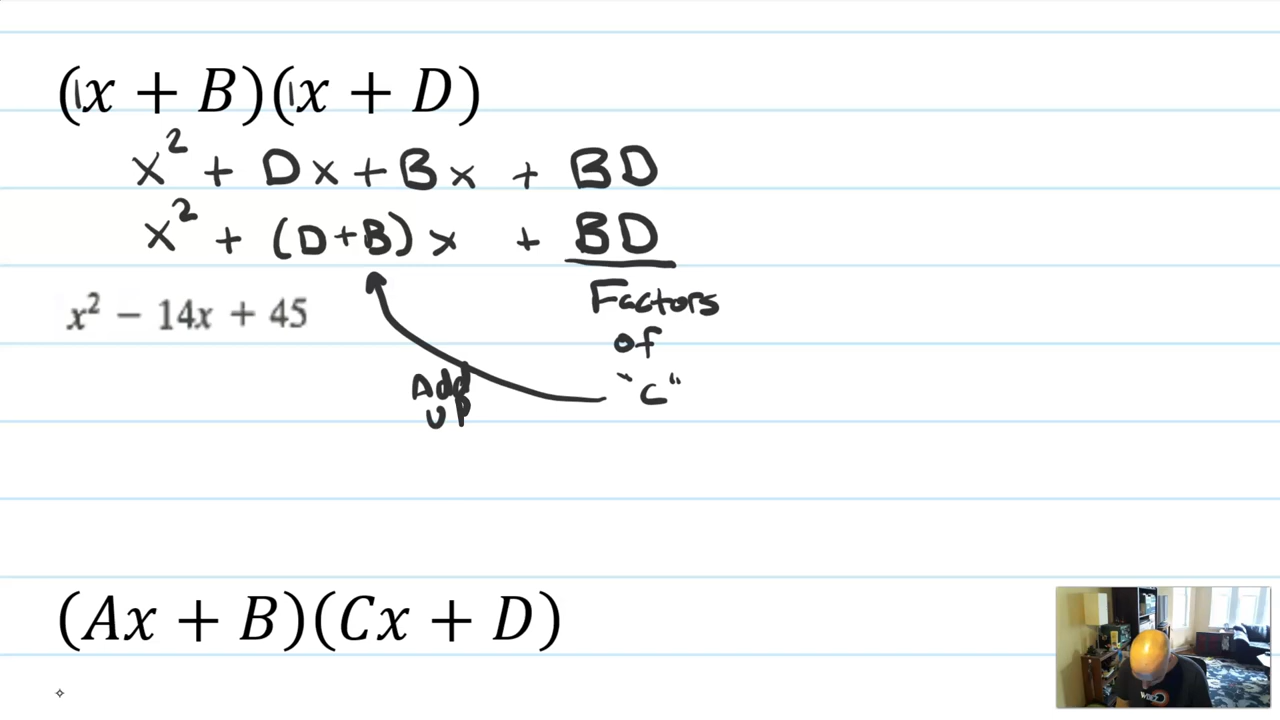 (1x + B)(1x + D)
x² + Dx + Bx + BD
x² + (D+B)x + BD
x² − 14x + 45
Factors
of
"C"
Add
up
(Ax + B)(Cx + D)